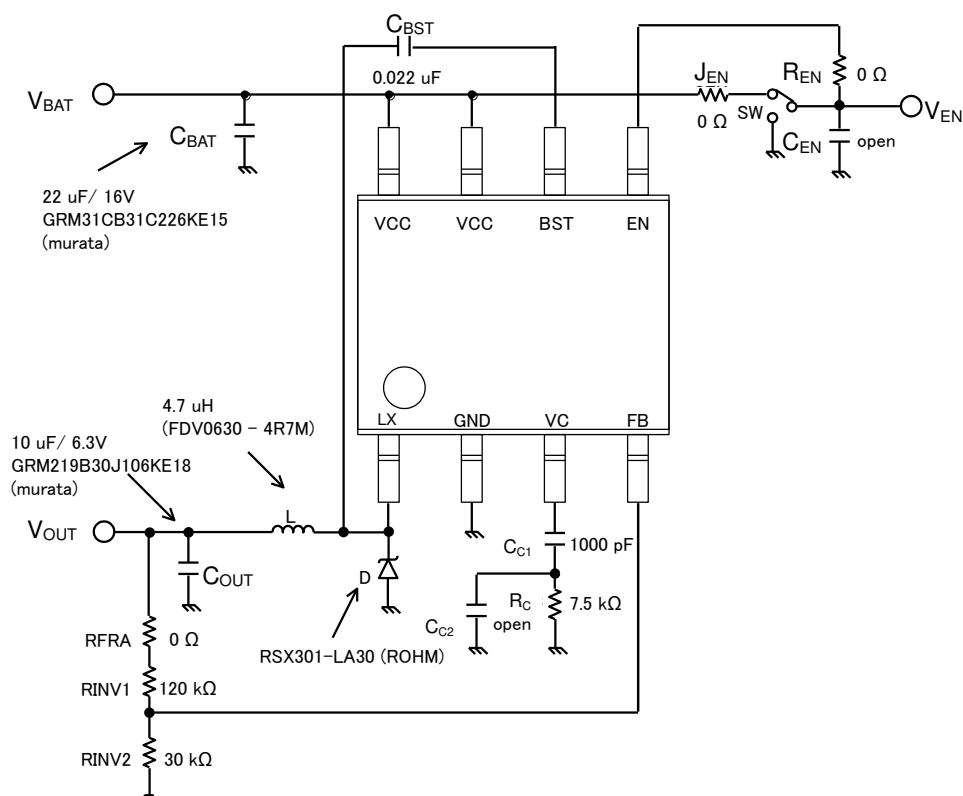 CBST
0.022 uF
VBAT
CBAT
22 uF/ 16V
GRM31CB31C226KE15
(murata)
JEN
0 Ω
SW
REN
0 Ω
VEN
CEN
open
VCC
VCC
BST
EN
LX
GND
VC
FB
4.7 uH
(FDV0630 - 4R7M)
10 uF/ 6.3V
GRM219B30J106KE18
(murata)
VOUT
L
COUT
D
RSX301-LA30 (ROHM)
CC1
1000 pF
CC2
open
RC
7.5 kΩ
RFRA
0 Ω
RINV1
120 kΩ
RINV2
30 kΩ